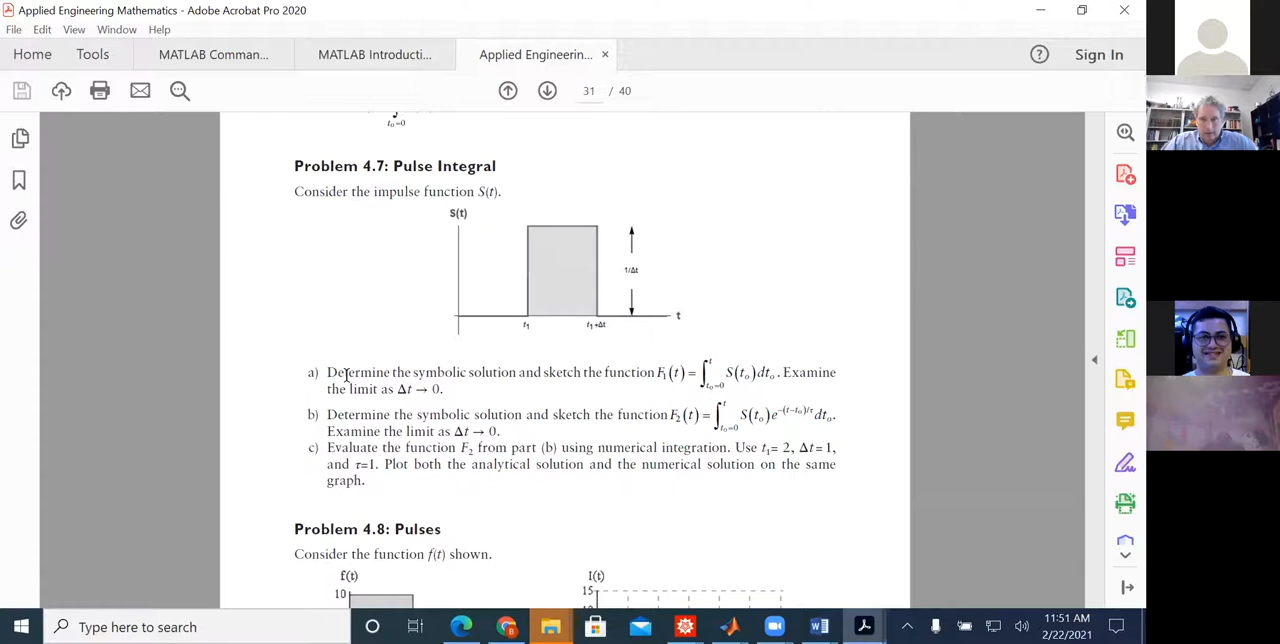 Applied Engineering Mathematics - Adobe Acrobat Pro 2020
File Edit View Window Help
Home Tools MATLAB Comman... MATLAB Introducti... Applied Engineerin... × Sign In
31 / 40
t₀=0
Problem 4.7: Pulse Integral
Consider the impulse function S(t).
S(t)
1/Δt
t
t₁ t₁+Δt
a) Determine the symbolic solution and sketch the function F₁(t) = ∫_{t₀=0}^{t} S(t₀)dt₀. Examine
the limit as Δt → 0.
b) Determine the symbolic solution and sketch the function F₂(t) = ∫_{t₀=0}^{t} S(t₀)e^{-(t-t₀)/τ}dt₀.
Examine the limit as Δt → 0.
c) Evaluate the function F₂ from part (b) using numerical integration. Use t₁= 2, Δt = 1,
and τ=1. Plot both the analytical solution and the numerical solution on the same
graph.
Problem 4.8: Pulses
Consider the function f(t) shown.
f(t) I(t)
10 15
Type here to search
11:51 AM
2/22/2021